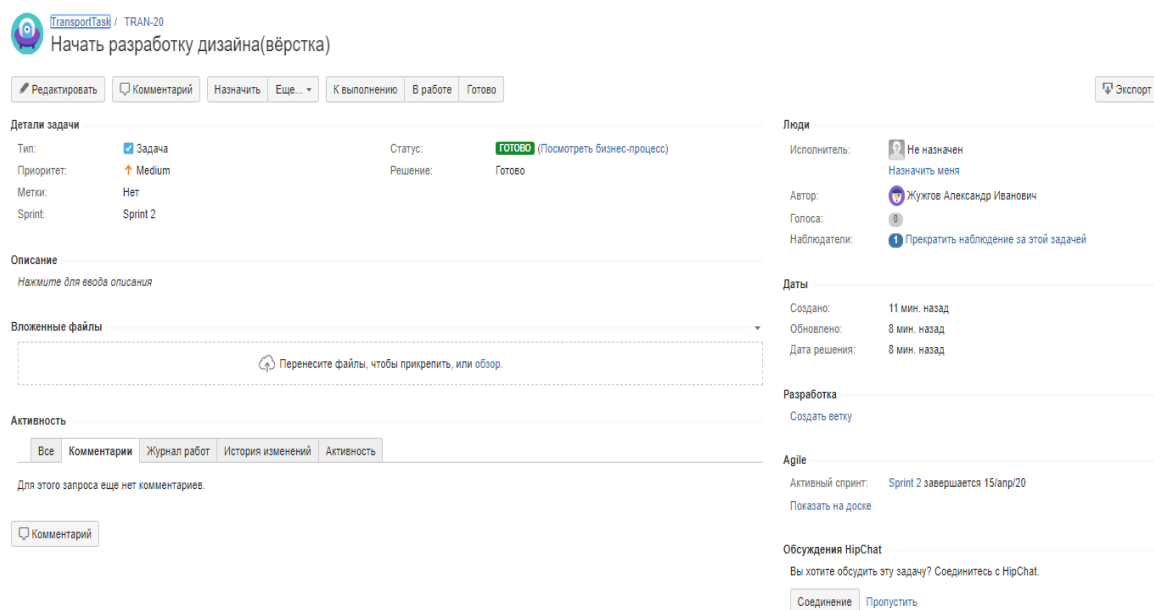 TransportTask / TRAN-20
Начать разработку дизайна(вёрстка)
Редактировать Комментарий Назначить Еще... К выполнению В работе Готово Экспорт
Детали задачи
Тип: Задача Статус: ГОТОВО (Посмотреть бизнес-процесс)
Приоритет: Medium Решение: Готово
Метки: Нет
Sprint: Sprint 2
Описание
Нажмите для ввода описания
Вложенные файлы
Перенесите файлы, чтобы прикрепить, или обзор.
Активность
Все Комментарии Журнал работ История изменений Активность
Для этого запроса еще нет комментариев.
Комментарий
Люди
Исполнитель: Не назначен
Назначить меня
Автор: Жужгов Александр Иванович
Голоса: 0
Наблюдатели: 1 Прекратить наблюдение за этой задачей
Даты
Создано: 11 мин. назад
Обновлено: 8 мин. назад
Дата решения: 8 мин. назад
Разработка
Создать ветку
Agile
Активный спринт: Sprint 2 завершается 15/апр/20
Показать на доске
Обсуждения HipChat
Вы хотите обсудить эту задачу? Соединитесь с HipChat.
Соединение Пропустить